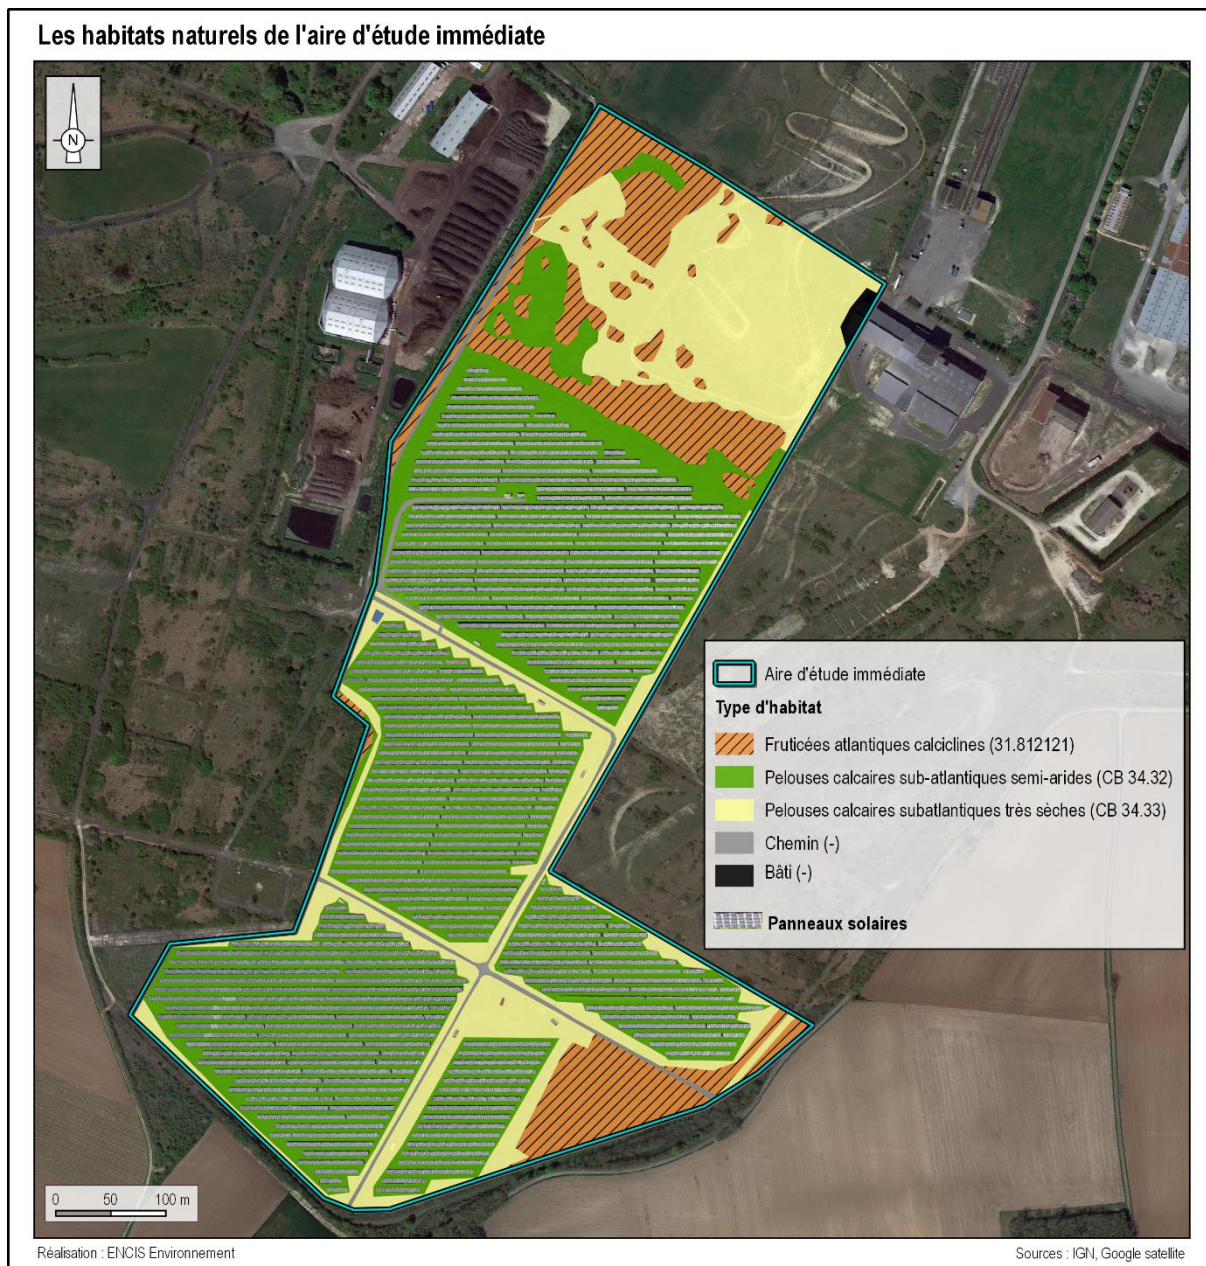 Les habitats naturels de l'aire d'étude immédiate
N
Aire d'étude immédiate
Type d'habitat
Fruticées atlantiques calciclines (31.812121)
Pelouses calcaires sub-atlantiques semi-arides (CB 34.32)
Pelouses calcaires subatlantiques très sèches (CB 34.33)
Chemin (-)
Bâti (-)
Panneaux solaires
0 50 100 m
Réalisation : ENCIS Environnement
Sources : IGN, Google satellite